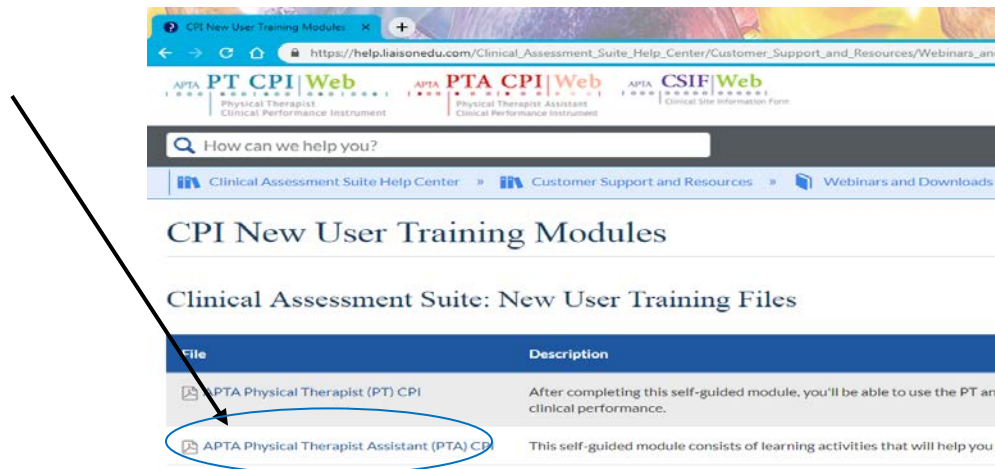 CPI New User Training Modules
https://help.liaisonedu.com/Clinical_Assessment_Suite_Help_Center/Customer_Support_and_Resources/Webinars_an
APTA PT CPI|Web APTA PTA CPI|Web APTA CSIF|Web
Physical Therapist Physical Therapist Assistant Clinical Site Information Form
Clinical Performance Instrument Clinical Performance Instrument
How can we help you?
Clinical Assessment Suite Help Center » Customer Support and Resources » Webinars and Downloads
CPI New User Training Modules
Clinical Assessment Suite: New User Training Files
File Description
APTA Physical Therapist (PT) CPI After completing this self-guided module, you'll be able to use the PT an
clinical performance.
APTA Physical Therapist Assistant (PTA) CPI This self-guided module consists of learning activities that will help you